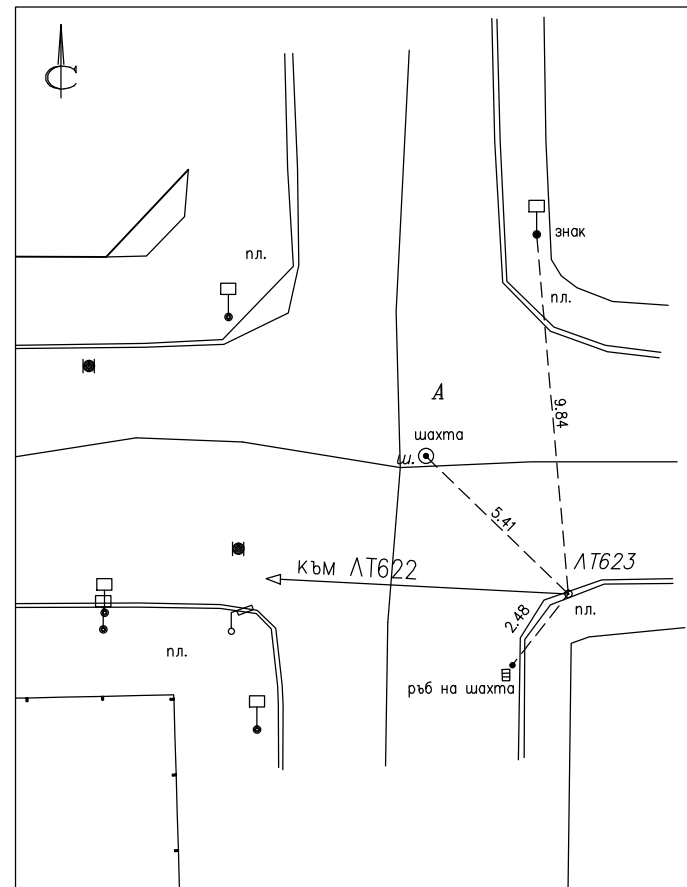 С
знак
пл.
пл.
А
9.84
шахта
ш.
5.41
към ЛТ622
ЛТ623
пл.
2.48
пл.
ръб на шахта